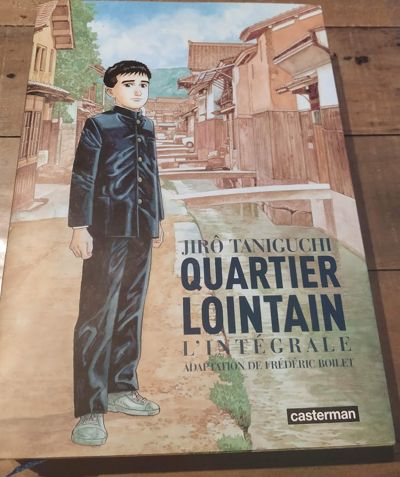 JIRÔ TANIGUCHI
QUARTIER
LOINTAIN
L'INTÉGRALE
ADAPTATION DE FRÉDÉRIC BOILET
casterman